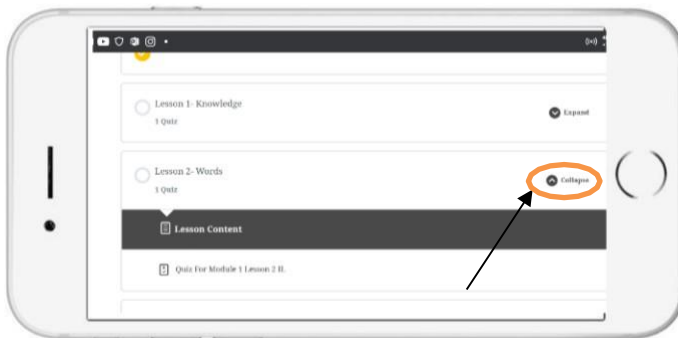 Lesson 1- Knowledge
1 Quiz
Expand
Lesson 2- Words
1 Quiz
Collapse
Lesson Content
Quiz For Module 1 Lesson 2 II.